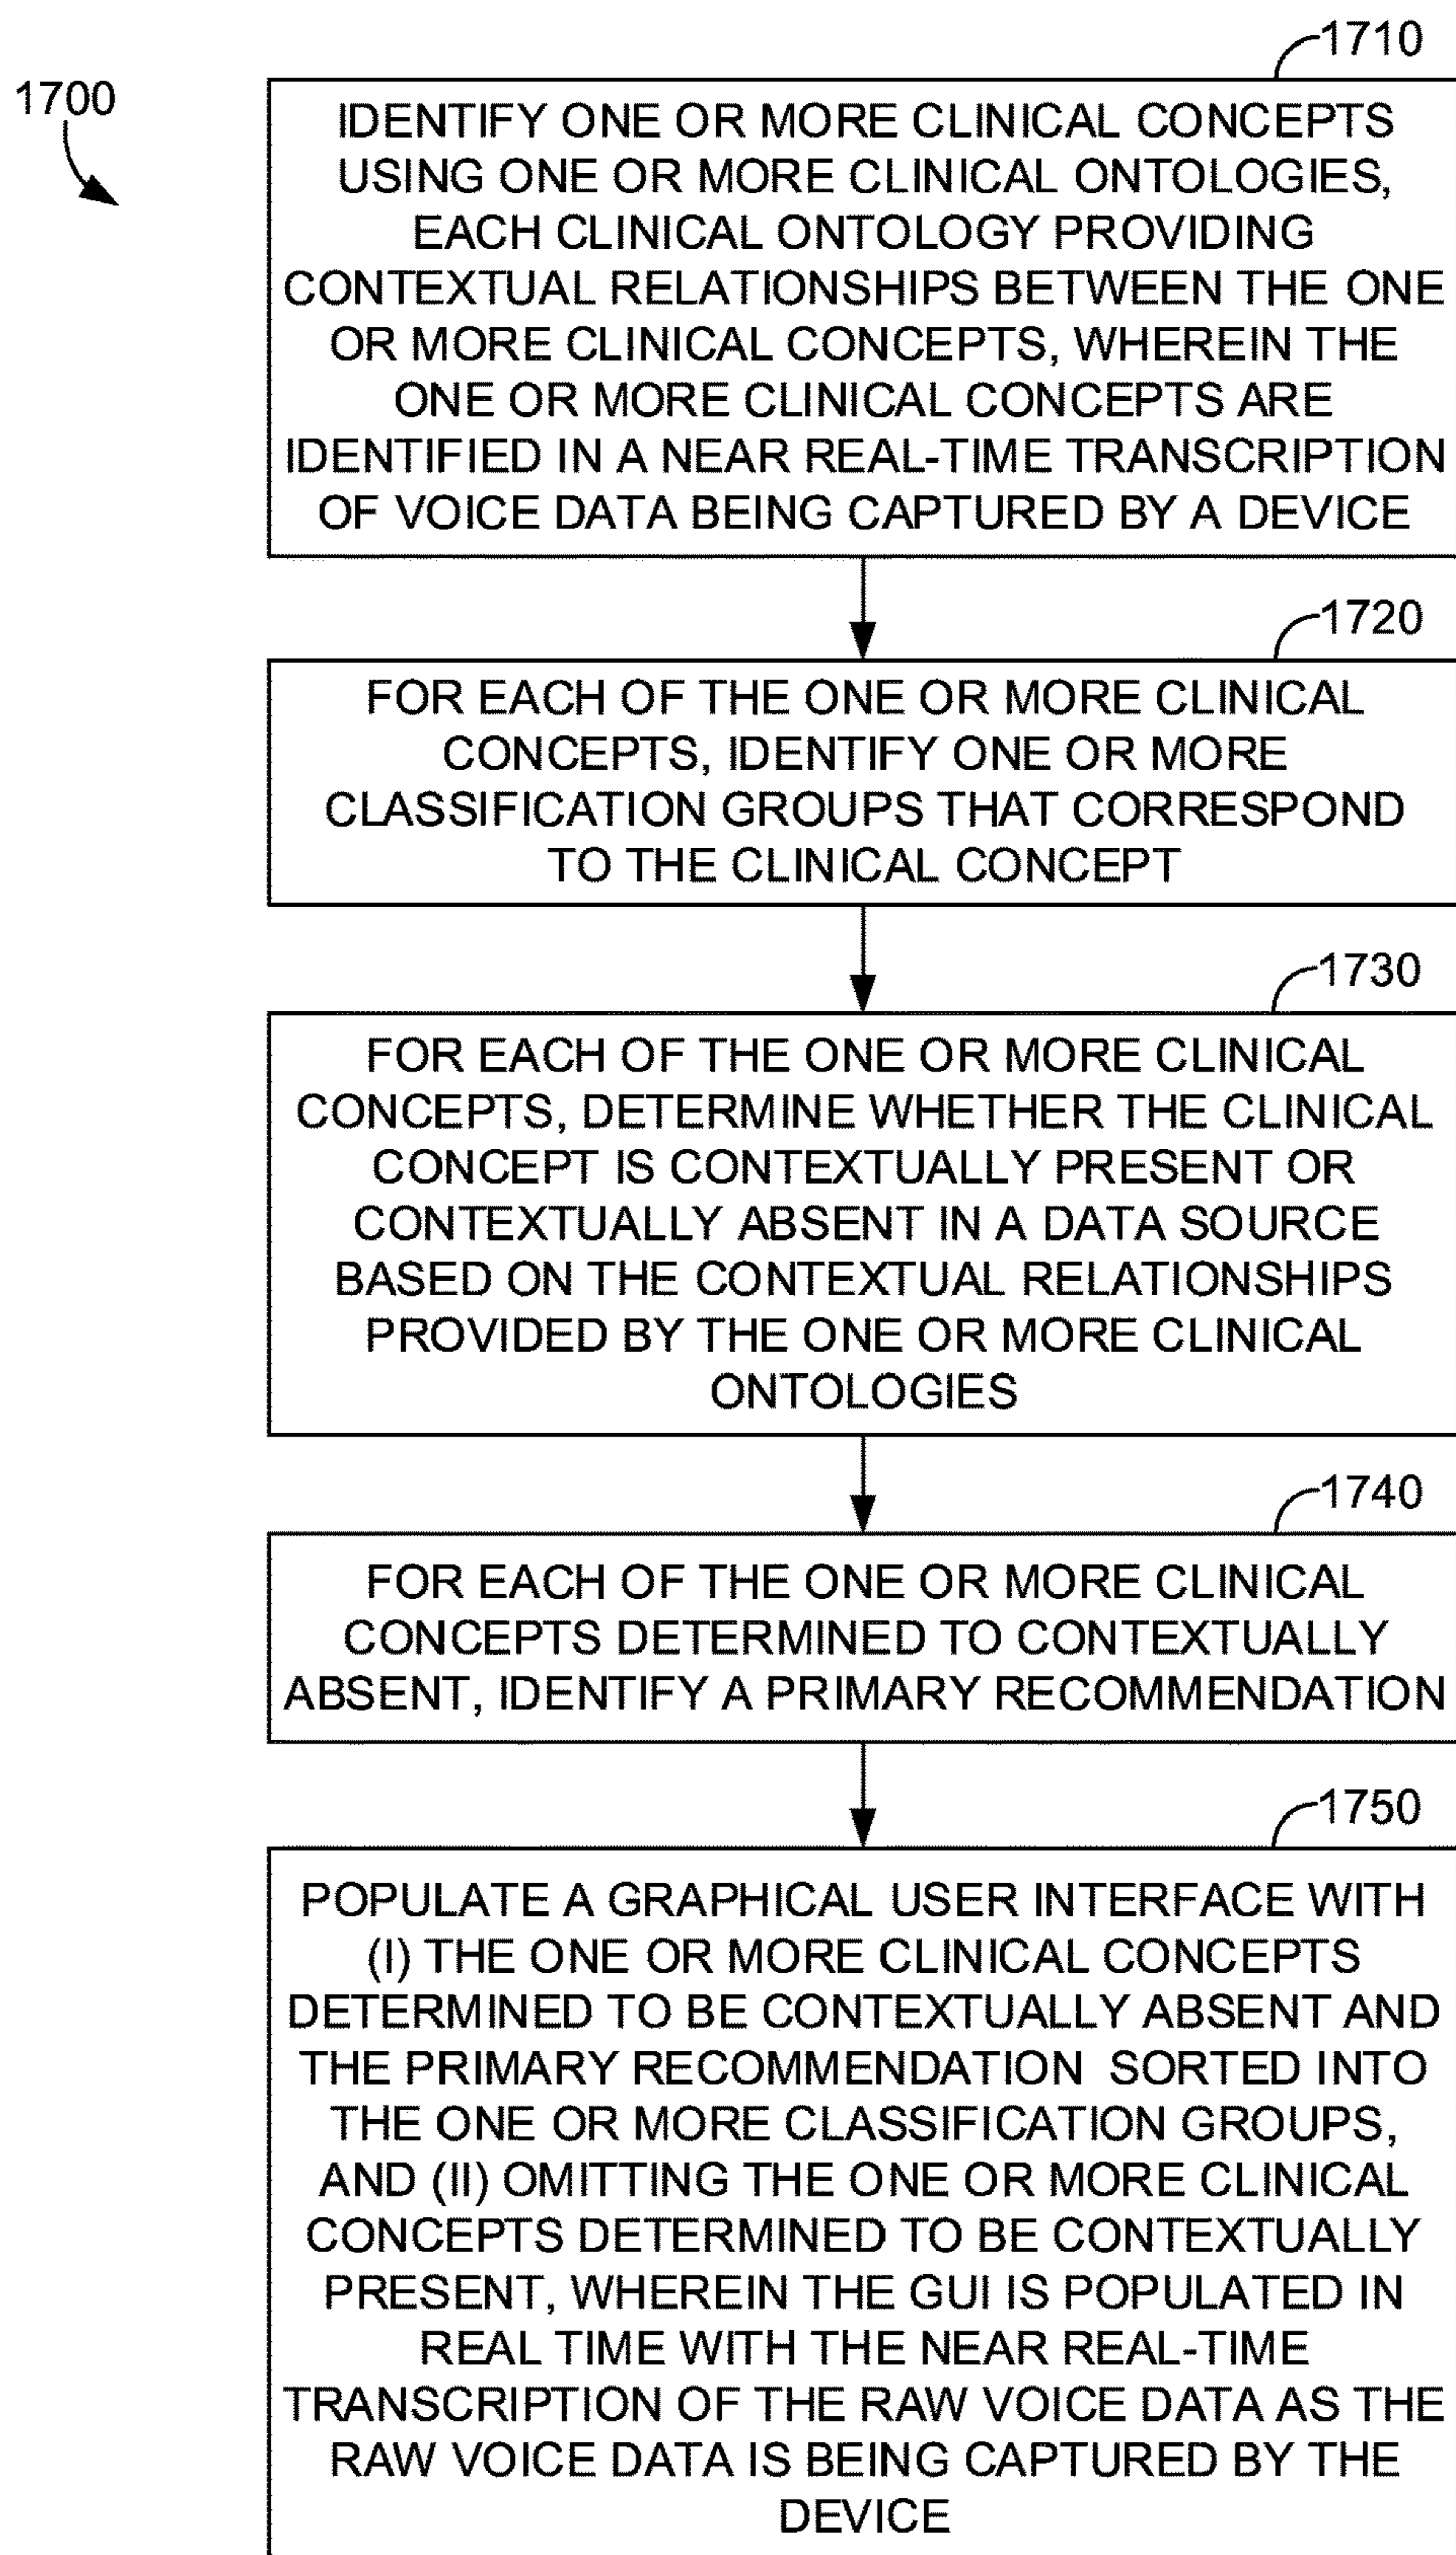 1700
1710
IDENTIFY ONE OR MORE CLINICAL CONCEPTS
USING ONE OR MORE CLINICAL ONTOLOGIES,
EACH CLINICAL ONTOLOGY PROVIDING
CONTEXTUAL RELATIONSHIPS BETWEEN THE ONE
OR MORE CLINICAL CONCEPTS, WHEREIN THE
ONE OR MORE CLINICAL CONCEPTS ARE
IDENTIFIED IN A NEAR REAL-TIME TRANSCRIPTION
OF VOICE DATA BEING CAPTURED BY A DEVICE
1720
FOR EACH OF THE ONE OR MORE CLINICAL
CONCEPTS, IDENTIFY ONE OR MORE
CLASSIFICATION GROUPS THAT CORRESPOND
TO THE CLINICAL CONCEPT
1730
FOR EACH OF THE ONE OR MORE CLINICAL
CONCEPTS, DETERMINE WHETHER THE CLINICAL
CONCEPT IS CONTEXTUALLY PRESENT OR
CONTEXTUALLY ABSENT IN A DATA SOURCE
BASED ON THE CONTEXTUAL RELATIONSHIPS
PROVIDED BY THE ONE OR MORE CLINICAL
ONTOLOGIES
1740
FOR EACH OF THE ONE OR MORE CLINICAL
CONCEPTS DETERMINED TO CONTEXTUALLY
ABSENT, IDENTIFY A PRIMARY RECOMMENDATION
1750
POPULATE A GRAPHICAL USER INTERFACE WITH
(I) THE ONE OR MORE CLINICAL CONCEPTS
DETERMINED TO BE CONTEXTUALLY ABSENT AND
THE PRIMARY RECOMMENDATION SORTED INTO
THE ONE OR MORE CLASSIFICATION GROUPS,
AND (II) OMITTING THE ONE OR MORE CLINICAL
CONCEPTS DETERMINED TO BE CONTEXTUALLY
PRESENT, WHEREIN THE GUI IS POPULATED IN
REAL TIME WITH THE NEAR REAL-TIME
TRANSCRIPTION OF THE RAW VOICE DATA AS THE
RAW VOICE DATA IS BEING CAPTURED BY THE
DEVICE